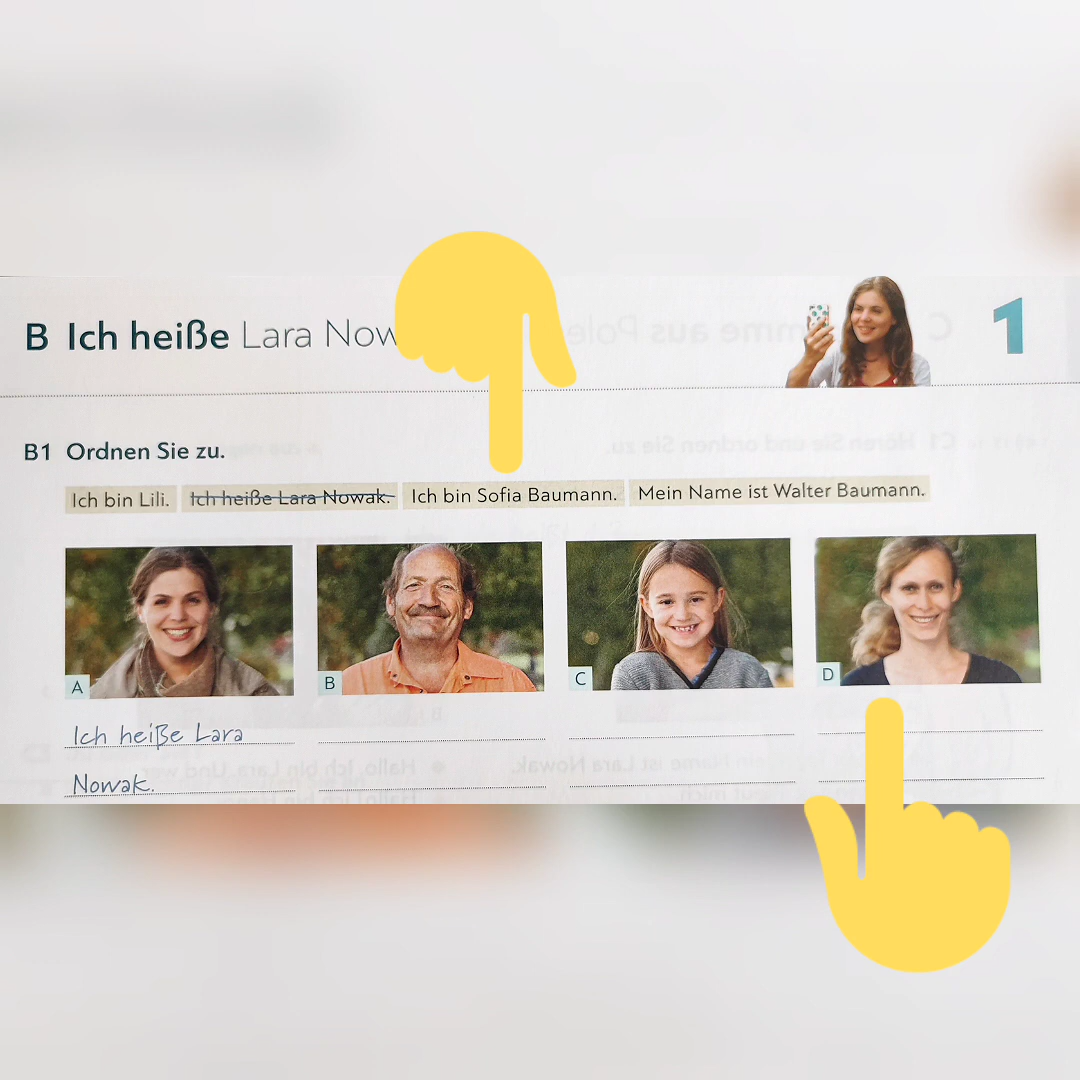 B Ich heiße Lara Now
1
B1 Ordnen Sie zu.
Ich bin Lili. Ich heiße Lara Nowak. Ich bin Sofia Baumann. Mein Name ist Walter Baumann.
A B C D
Ich heiße Lara
Nowak.